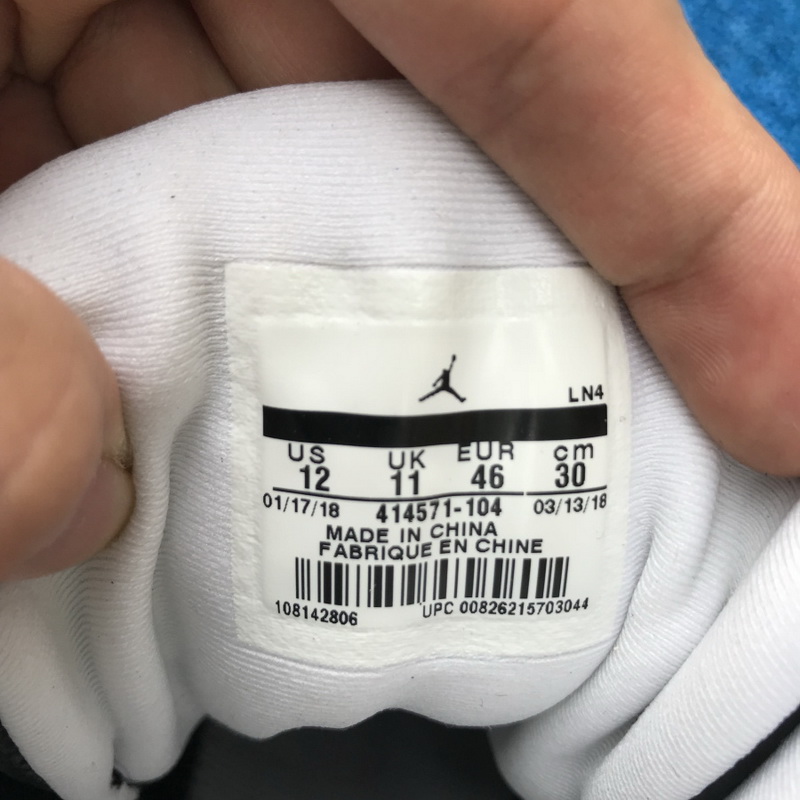 LN4
US UK EUR cm
12 11 46 30
01/17/18 414571-104 03/13/18
MADE IN CHINA
FABRIQUE EN CHINE
108142806 UPC 00826215703044